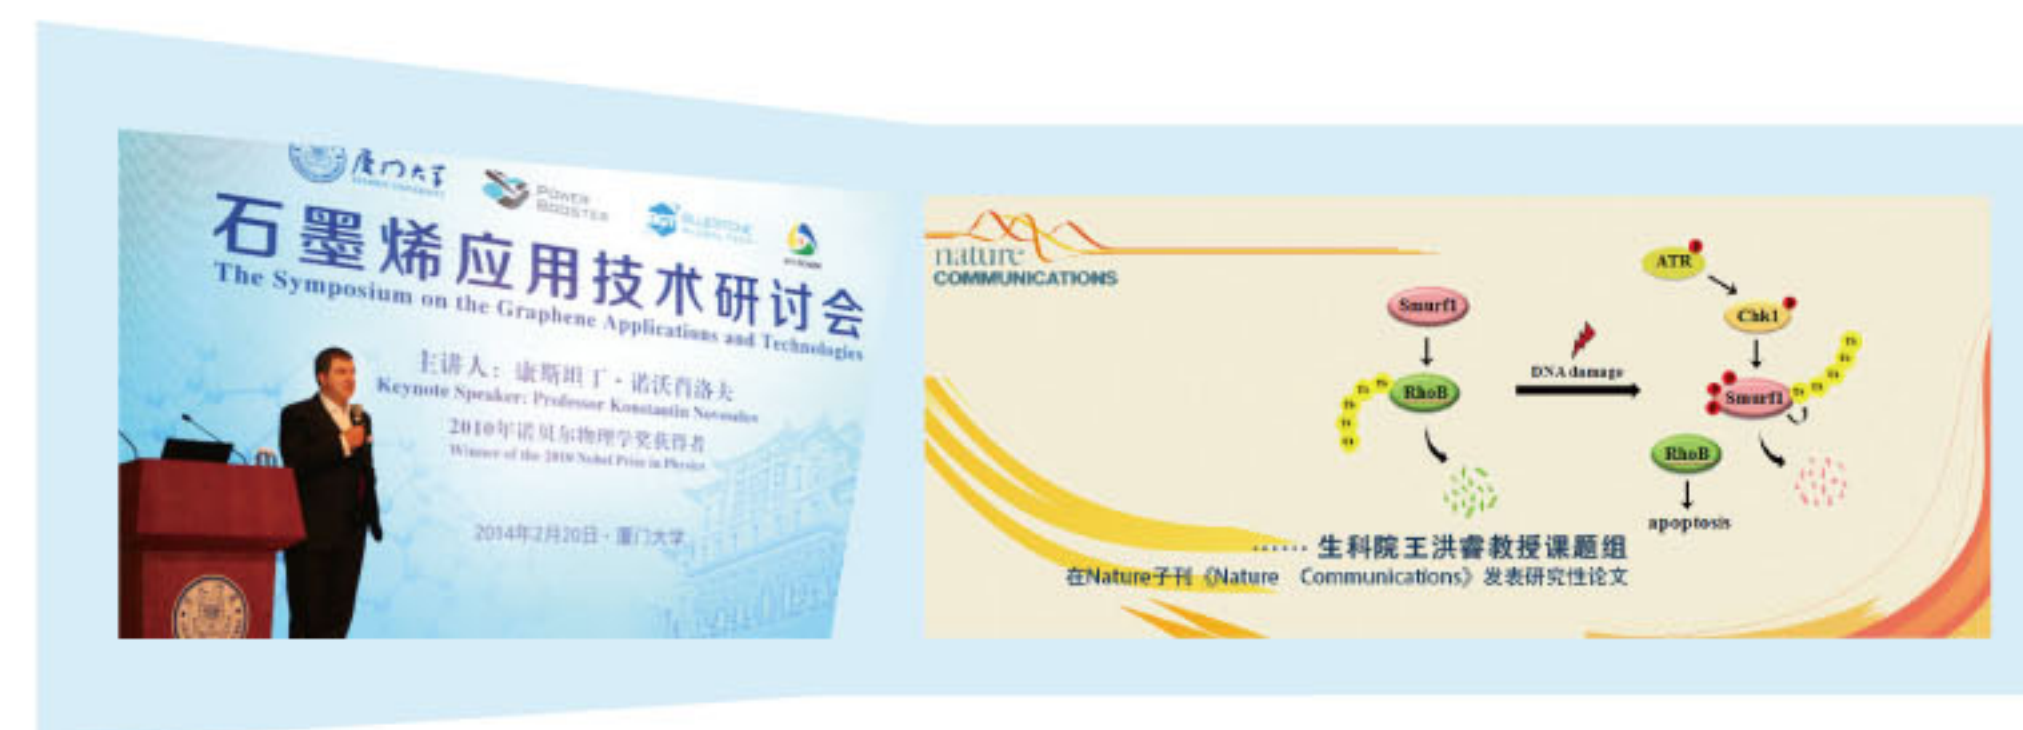 厦门大学
POWER
BOOSTER
石墨烯应用技术研讨会
The Symposium on the Graphene Applications and Technologies
主讲人：康斯坦丁·诺沃肖洛夫
Keynote Speaker: Professor Konstantin Novoselov
2010年诺贝尔物理学奖获得者
Winner of the 2010 Nobel Prize in Physics
2014年2月20日·厦门大学
nature
COMMUNICATIONS
Smurf1
RhoB
DNA damage
ATR
P
Chk1
P
Smurf1
RhoB
apoptosis
······ 生科院王洪睿教授课题组
在Nature子刊《Nature Communications》发表研究性论文